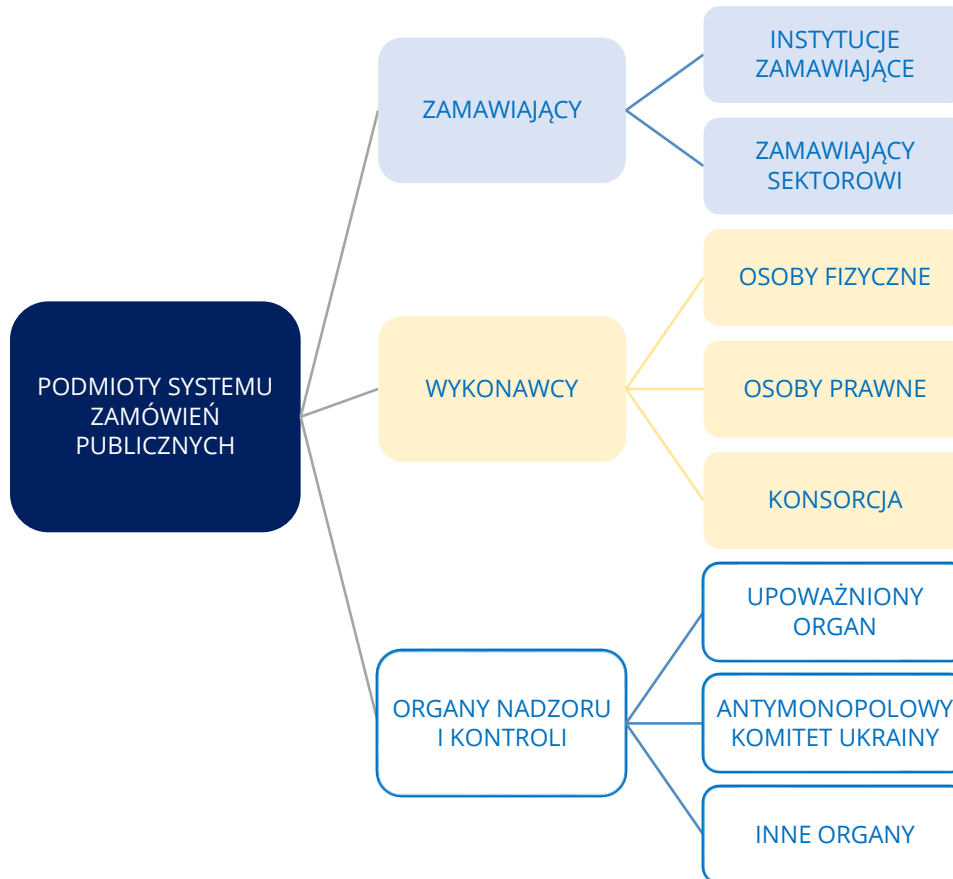 PODMIOTY SYSTEMU
ZAMÓWIEŃ
PUBLICZNYCH
ZAMAWIAJĄCY
INSTYTUCJE
ZAMAWIAJĄCE
ZAMAWIAJĄCY
SEKTOROWI
WYKONAWCY
OSOBY FIZYCZNE
OSOBY PRAWNE
KONSORCJA
ORGANY NADZORU
I KONTROLI
UPOWAŻNIONY
ORGAN
ANTYMONOPOLOWY
KOMITET UKRAINY
INNE ORGANY